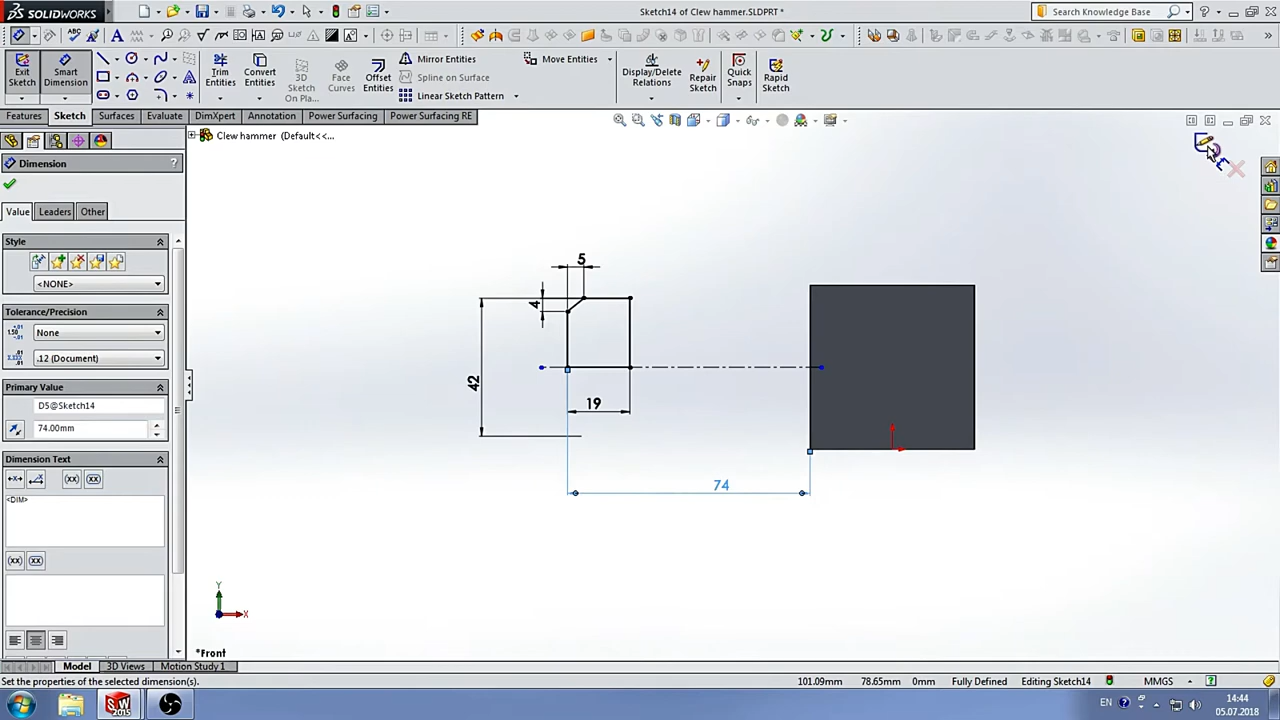 SOLIDWORKS
Sketch14 of Clew hammer.SLDPRT *
Search Knowledge Base
Exit Sketch
Smart Dimension
Trim Entities
Convert Entities
3D Sketch On Pla...
Face Curves
Offset Entities
Mirror Entities
Spline on Surface
Linear Sketch Pattern
Move Entities
Display/Delete Relations
Repair Sketch
Quick Snaps
Rapid Sketch
Features
Sketch
Surfaces
Evaluate
DimXpert
Annotation
Power Surfacing
Power Surfacing RE
Clew hammer (Default<<...
Dimension
?
Value
Leaders
Other
Style
<NONE>
Tolerance/Precision
None
.12 (Document)
Primary Value
D5@Sketch14
74.00mm
Dimension Text
<DIM>
5
4
42
19
74
Y
X
*Front
Model
3D Views
Motion Study 1
Set the properties of the selected dimension(s).
101.09mm
78.65mm
0mm
Fully Defined
Editing Sketch14
MMGS
EN
14:44
05.07.2018